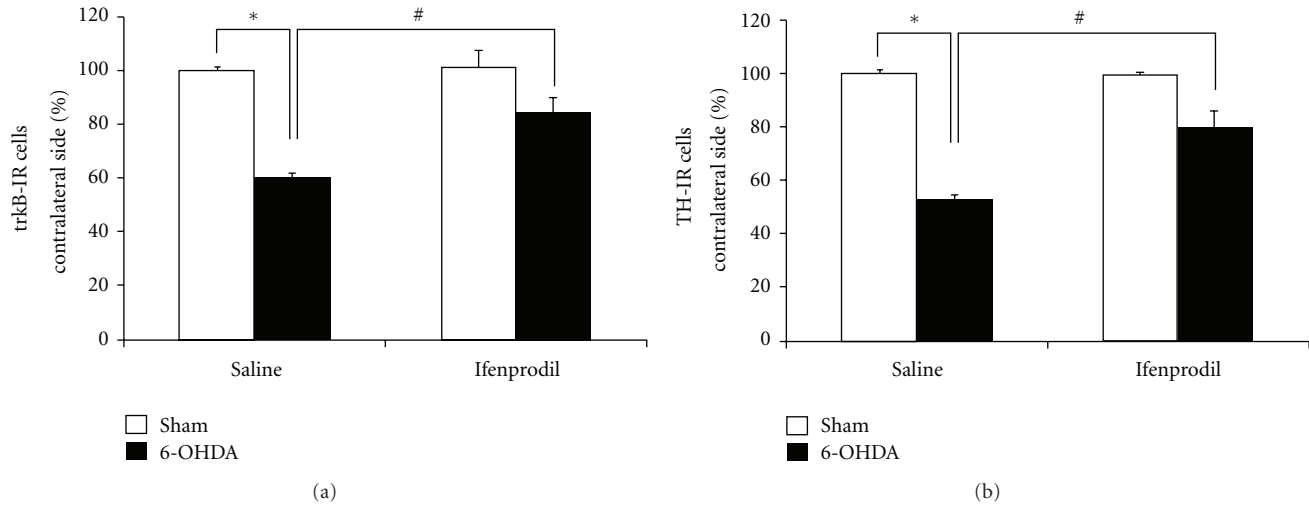 120
100
80
60
40
20
0
trkB-IR cells
contralateral side (%)
*
#
Saline
Ifenprodil
Sham
6-OHDA
(a)
120
100
80
60
40
20
0
TH-IR cells
contralateral side (%)
*
#
Saline
Ifenprodil
Sham
6-OHDA
(b)